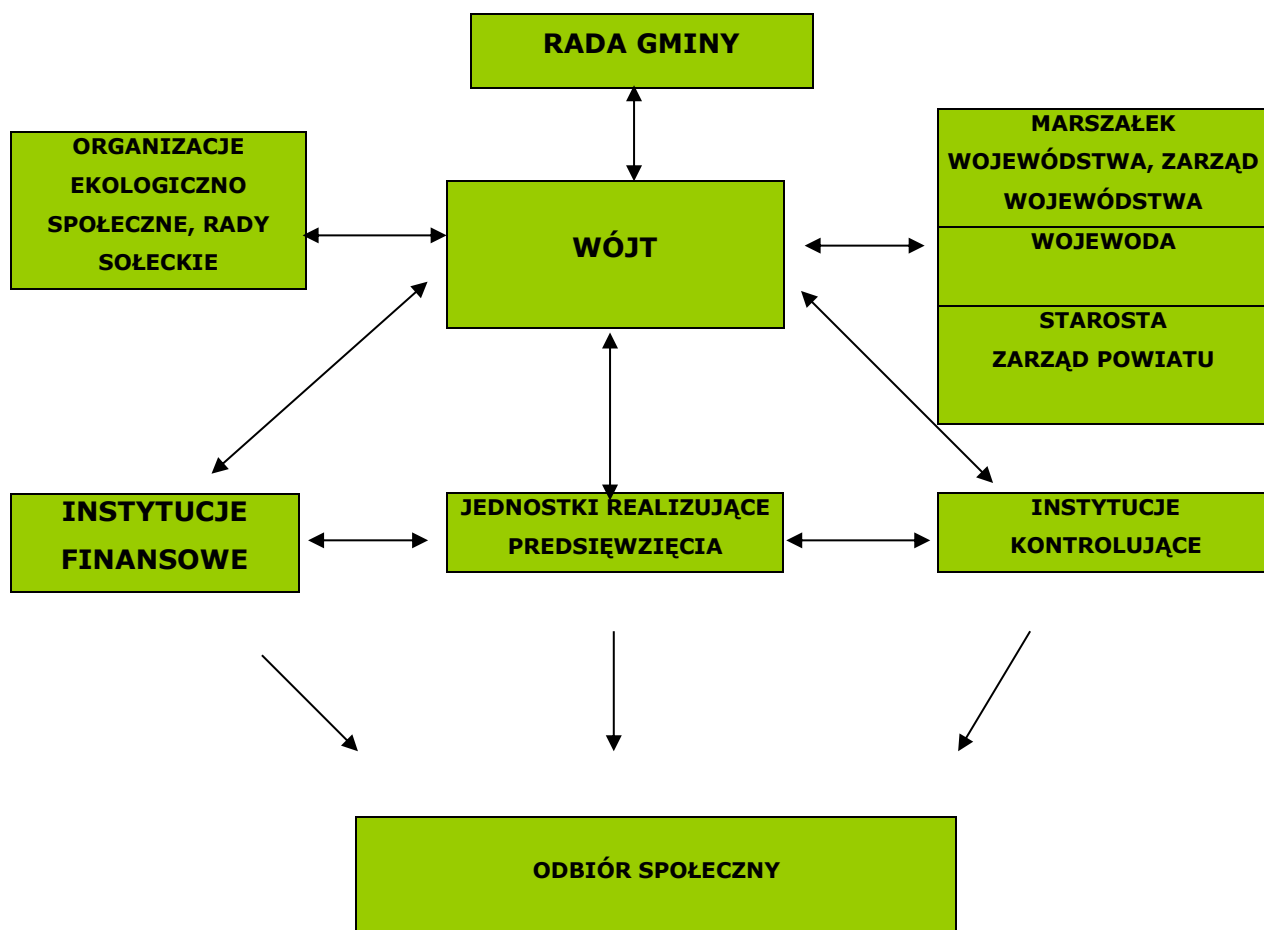 RADA GMINY
ORGANIZACJE
EKOLOGICZNO
SPOŁECZNE, RADY
SOŁECKIE
WÓJT
MARSZAŁEK
WOJEWÓDSTWA, ZARZĄD
WOJEWÓDSTWA
WOJEWODA
STAROSTA
ZARZĄD POWIATU
INSTYTUCJE
FINANSOWE
JEDNOSTKI REALIZUJĄCE
PREDSIĘWZIĘCIA
INSTYTUCJE
KONTROLUJĄCE
ODBIÓR SPOŁECZNY